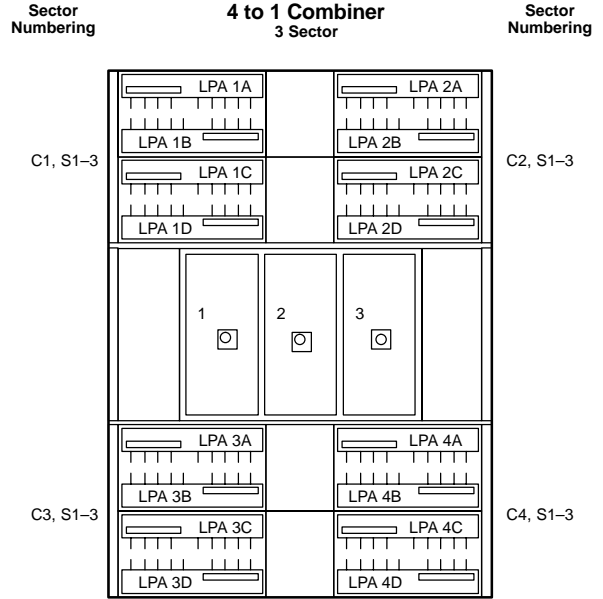 Sector
Numbering
4 to 1 Combiner
3 Sector
Sector
Numbering
LPA 1A
LPA 2A
LPA 1B
LPA 2B
C1, S1–3
C2, S1–3
LPA 1C
LPA 2C
LPA 1D
LPA 2D
1
2
3
LPA 3A
LPA 4A
LPA 3B
LPA 4B
C3, S1–3
C4, S1–3
LPA 3C
LPA 4C
LPA 3D
LPA 4D